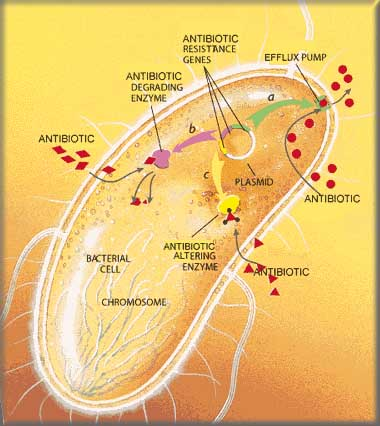 ANTIBIOTIC
RESISTANCE
GENES
EFFLUX PUMP
ANTIBIOTIC
DEGRADING
ENZYME
a
b
ANTIBIOTIC
c
PLASMID
ANTIBIOTIC
ANTIBIOTIC
ALTERING
ENZYME
BACTERIAL
CELL
ANTIBIOTIC
CHROMOSOME